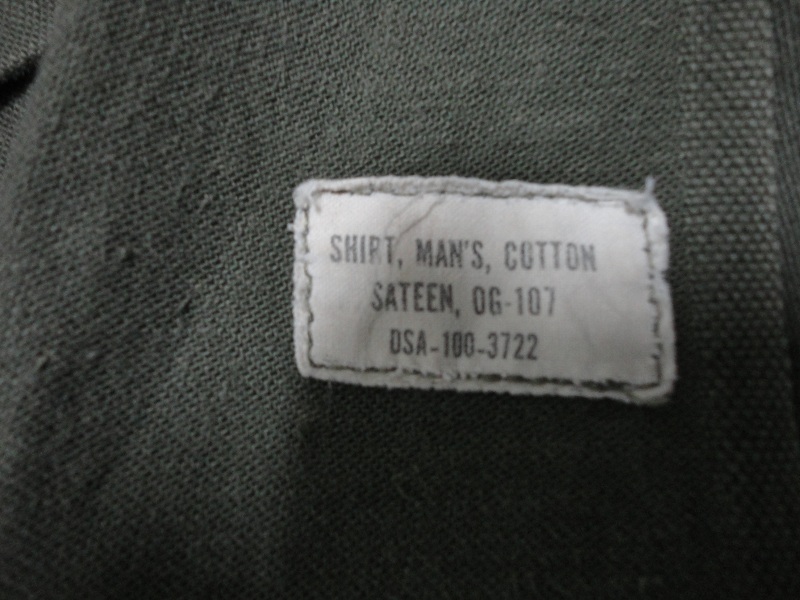 SHIRT, MAN'S, COTTON
SATEEN, OG-107
DSA-100-3722